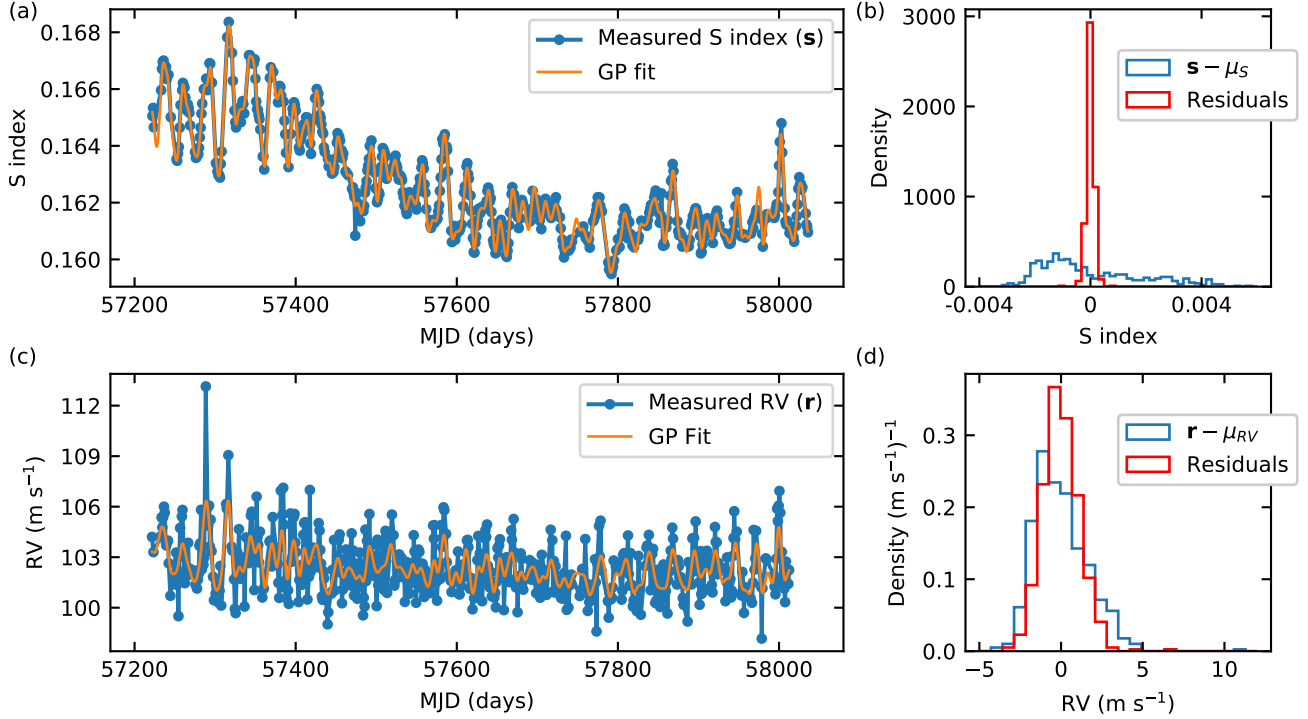 (a)
0.168
0.166
0.164
0.162
0.160
S index
Measured S index (s)
GP fit
57200 57400 57600 57800 58000
MJD (days)
(b)
3000
2000
1000
0
Density
s − μS
Residuals
-0.004 0 0.004
S index
(c)
112
109
106
103
100
RV (m s⁻¹)
Measured RV (r)
GP Fit
57200 57400 57600 57800 58000
MJD (days)
(d)
0.3
0.2
0.1
0.0
Density (m s⁻¹)⁻¹
r − μRV
Residuals
−5 0 5 10
RV (m s⁻¹)